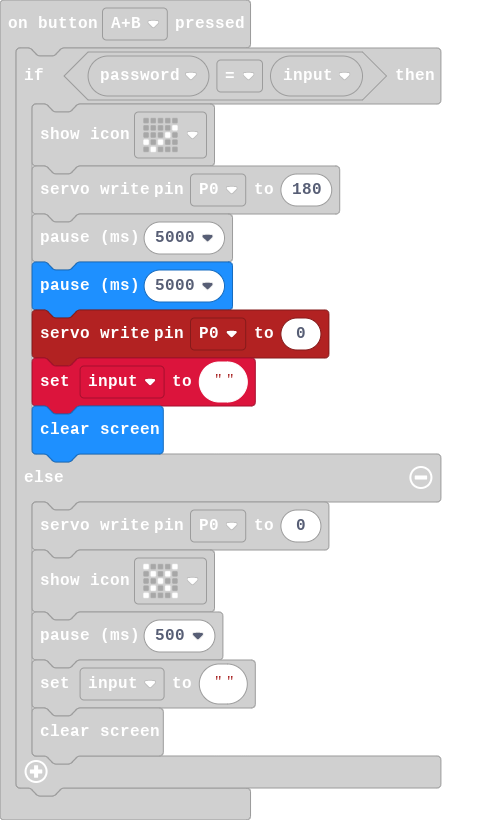 on button A+B pressed
if password = input then
show icon
servo write pin P0 to 180
pause (ms) 5000
pause (ms) 5000
servo write pin P0 to 0
set input to " "
clear screen
else
servo write pin P0 to 0
show icon
pause (ms) 500
set input to " "
clear screen